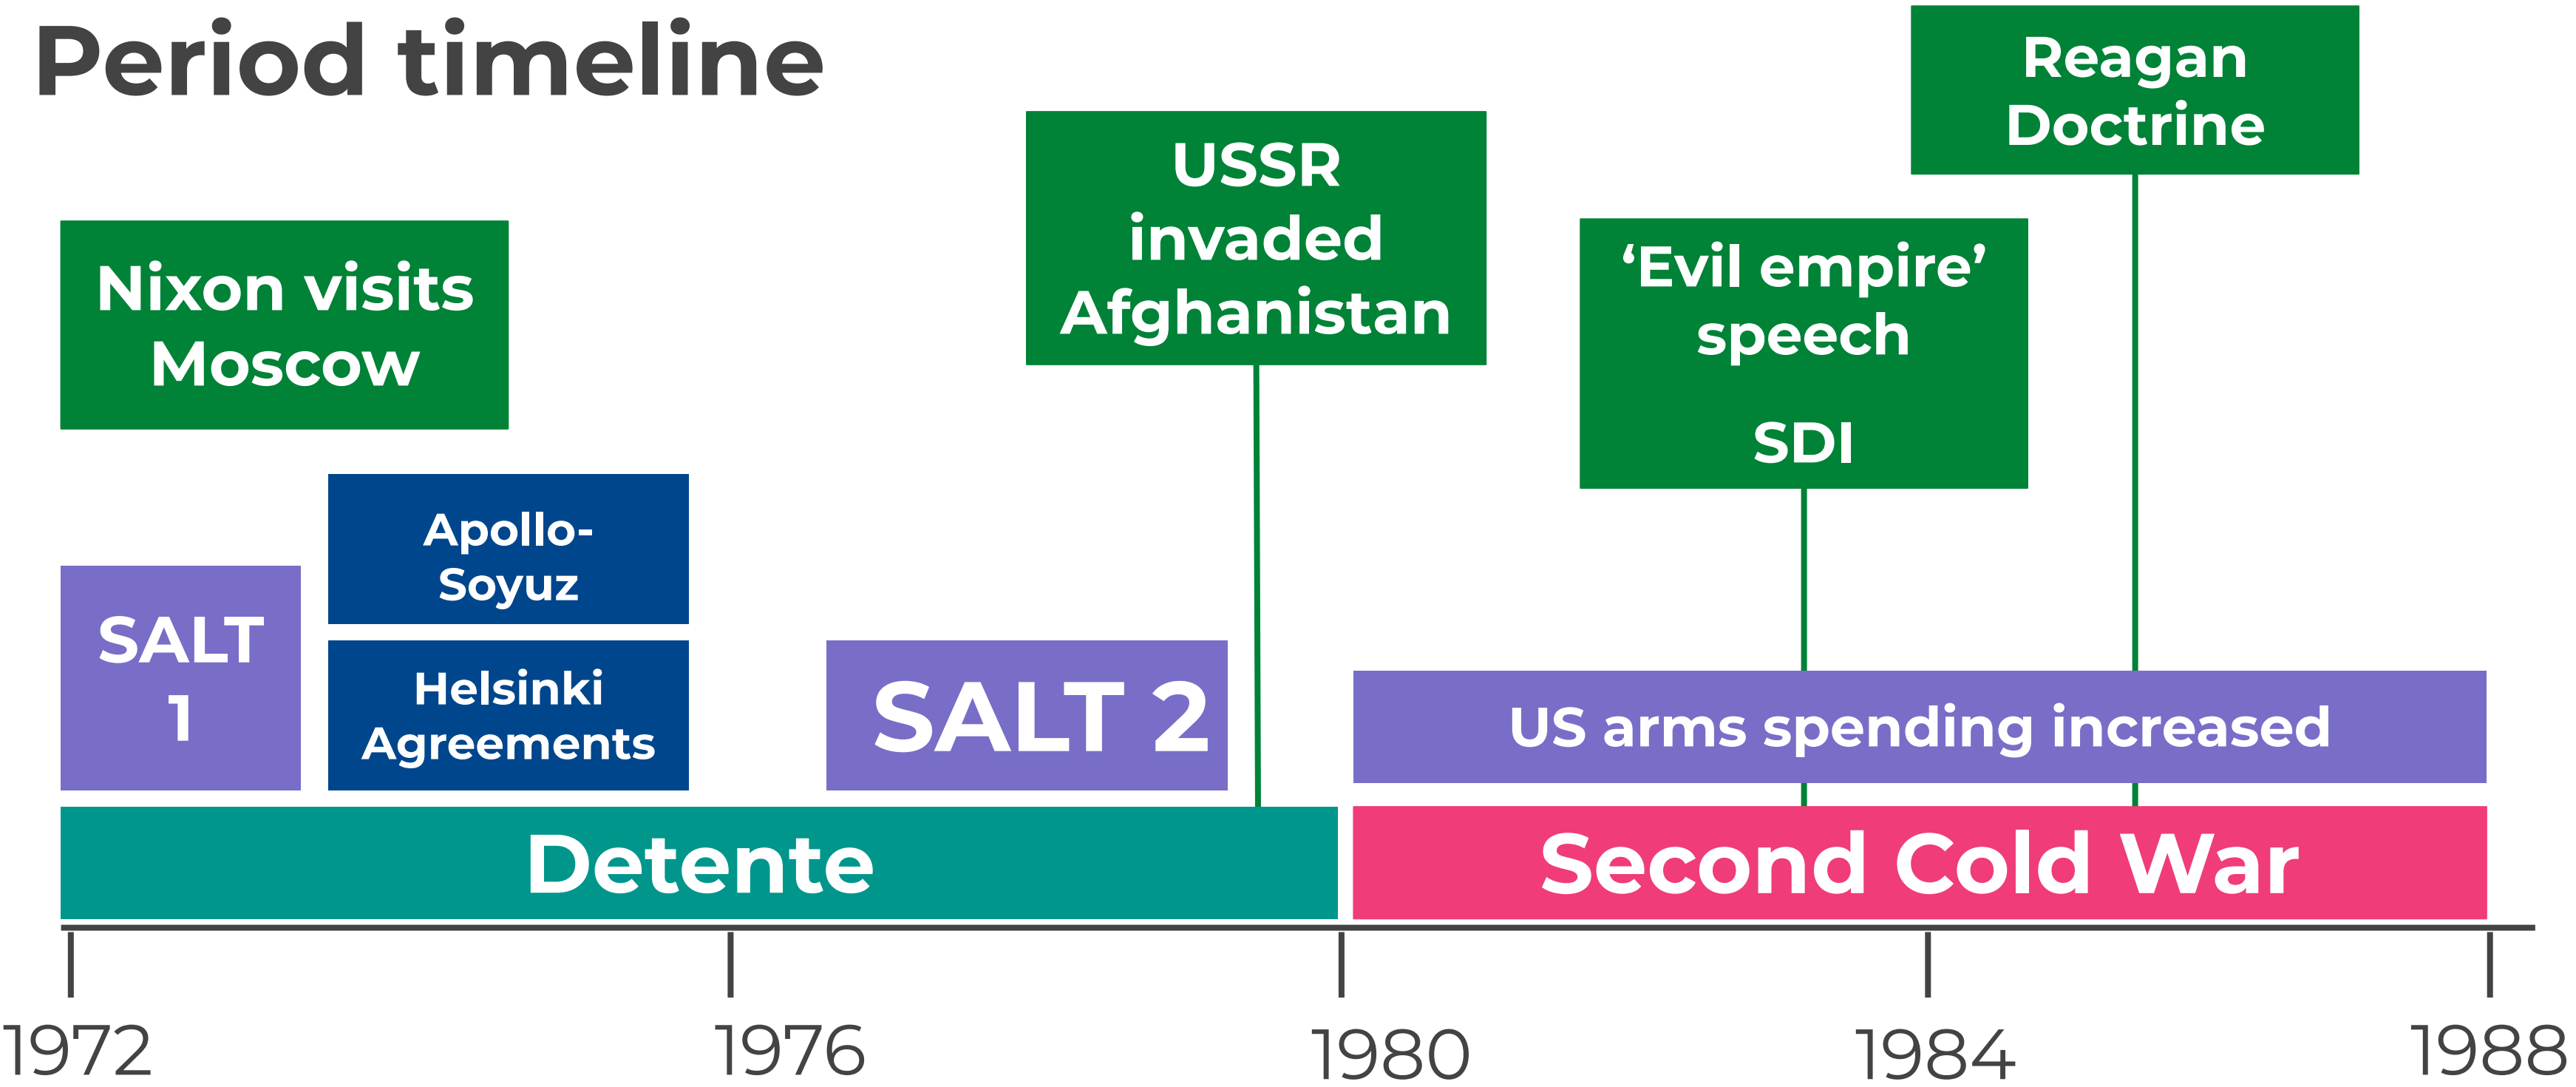 Period timeline
Nixon visits
Moscow
SALT
1
Apollo-
Soyuz
Helsinki
Agreements
SALT 2
USSR
invaded
Afghanistan
‘Evil empire’
speech
SDI
Reagan
Doctrine
US arms spending increased
Detente
Second Cold War
1972
1976
1980
1984
1988